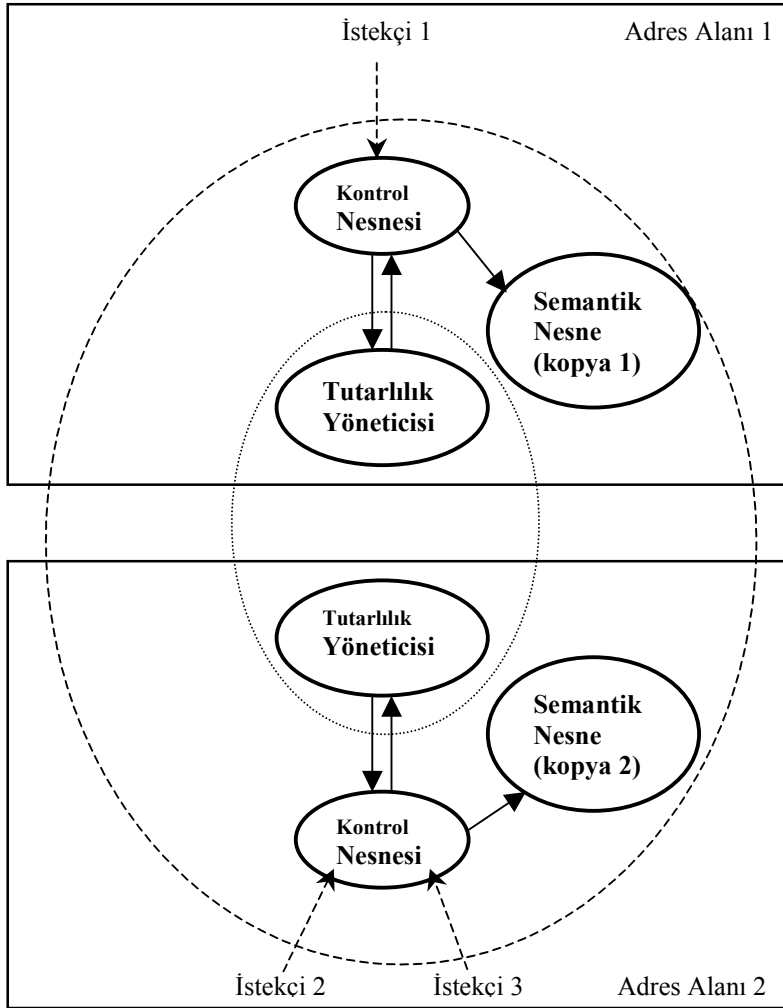 İstekçi 1
Adres Alanı 1
Kontrol
Nesnesi
Semantik
Nesne
(kopya 1)
Tutarlılık
Yöneticisi
Tutarlılık
Yöneticisi
Semantik
Nesne
(kopya 2)
Kontrol
Nesnesi
İstekçi 2
İstekçi 3
Adres Alanı 2